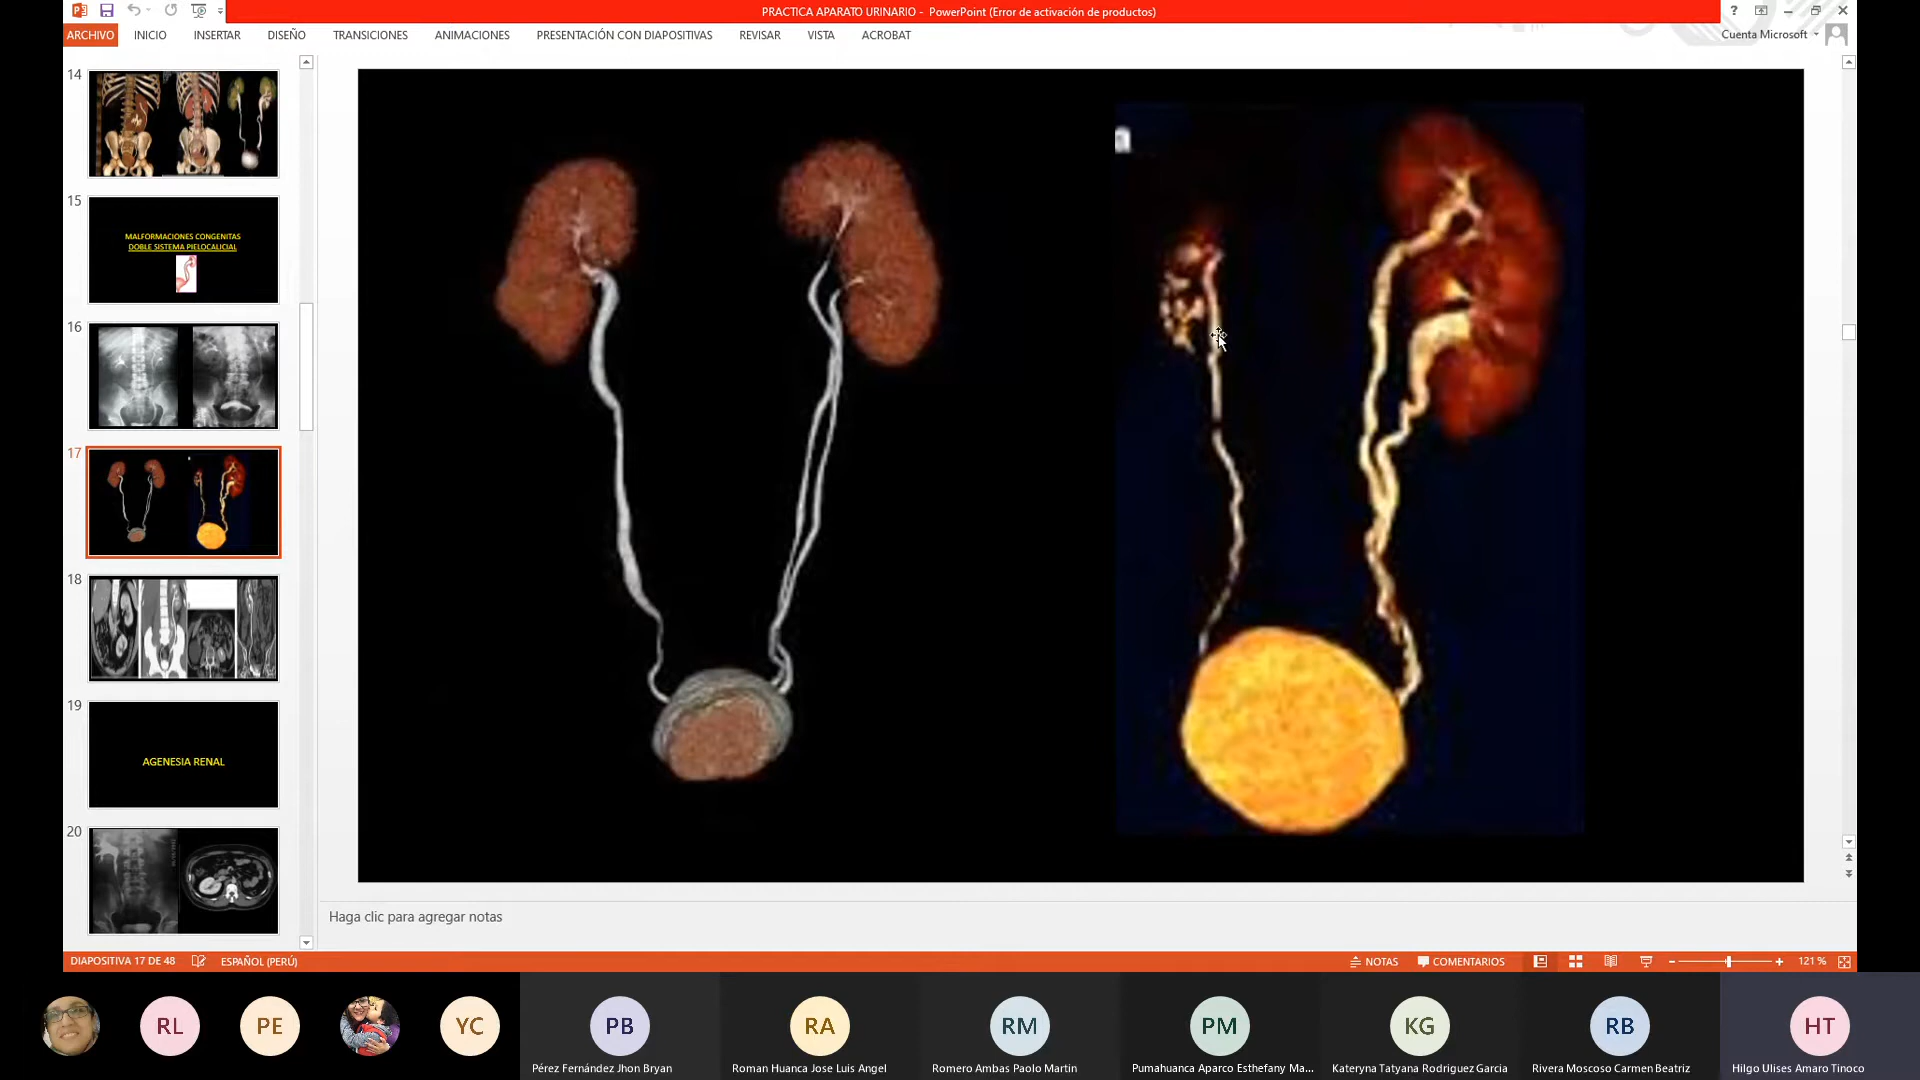 PRACTICA APARATO URINARIO - PowerPoint (Error de activación de productos)
?
ARCHIVO INICIO INSERTAR DISEÑO TRANSICIONES ANIMACIONES PRESENTACIÓN CON DIAPOSITIVAS REVISAR VISTA ACROBAT
Cuenta Microsoft
14
15
MALFORMACIONES CONGENITAS
DOBLE SISTEMA PIELOCALICIAL
16
17
18
19
AGENESIA RENAL
20
Haga clic para agregar notas
DIAPOSITIVA 17 DE 48 ESPAÑOL (PERÚ) NOTAS COMENTARIOS 121 %
RL PE YC PB RA RM PM KG RB HT
Pérez Fernández Jhon Bryan Roman Huanca Jose Luis Angel Romero Ambas Paolo Martin Pumahuanca Aparco Esthefany Ma... Kateryna Tatyana Rodriguez Garcia Rivera Moscoso Carmen Beatriz Hilgo Ulises Amaro Tinoco